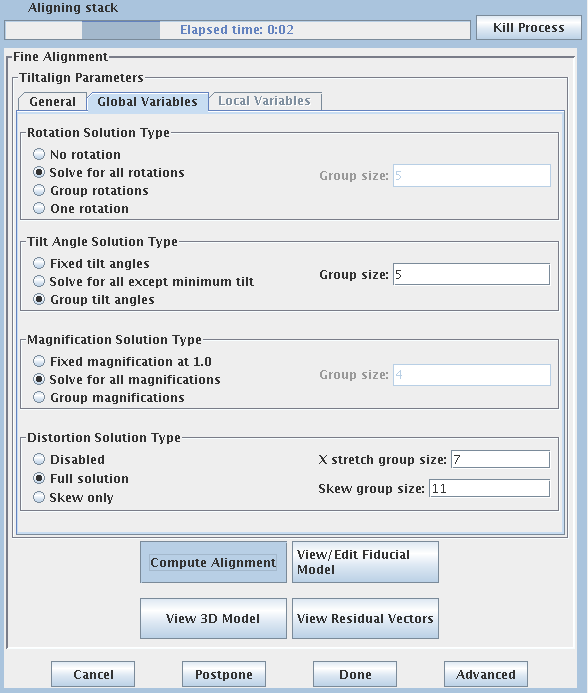 Aligning stack
Elapsed time: 0:02
Kill Process
Fine Alignment
Tiltalign Parameters
General Global Variables Local Variables
Rotation Solution Type
No rotation
Solve for all rotations Group size: 5
Group rotations
One rotation
Tilt Angle Solution Type
Fixed tilt angles
Solve for all except minimum tilt Group size: 5
Group tilt angles
Magnification Solution Type
Fixed magnification at 1.0
Solve for all magnifications Group size: 4
Group magnifications
Distortion Solution Type
Disabled X stretch group size: 7
Full solution
Skew only Skew group size: 11
Compute Alignment
View/Edit Fiducial
Model
View 3D Model View Residual Vectors
Cancel Postpone Done Advanced